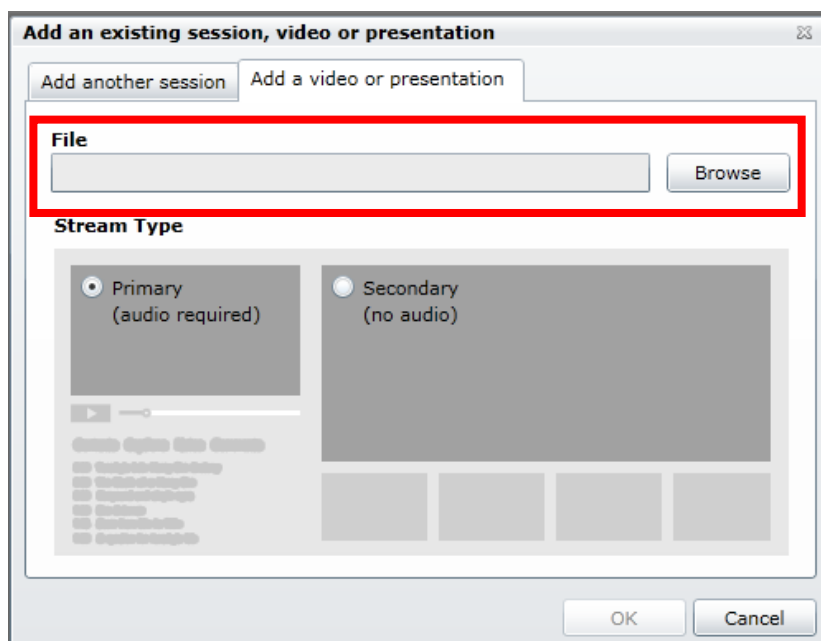 Add an existing session, video or presentation
Add another session
Add a video or presentation
File
Browse
Stream Type
Primary
(audio required)
Secondary
(no audio)
OK
Cancel